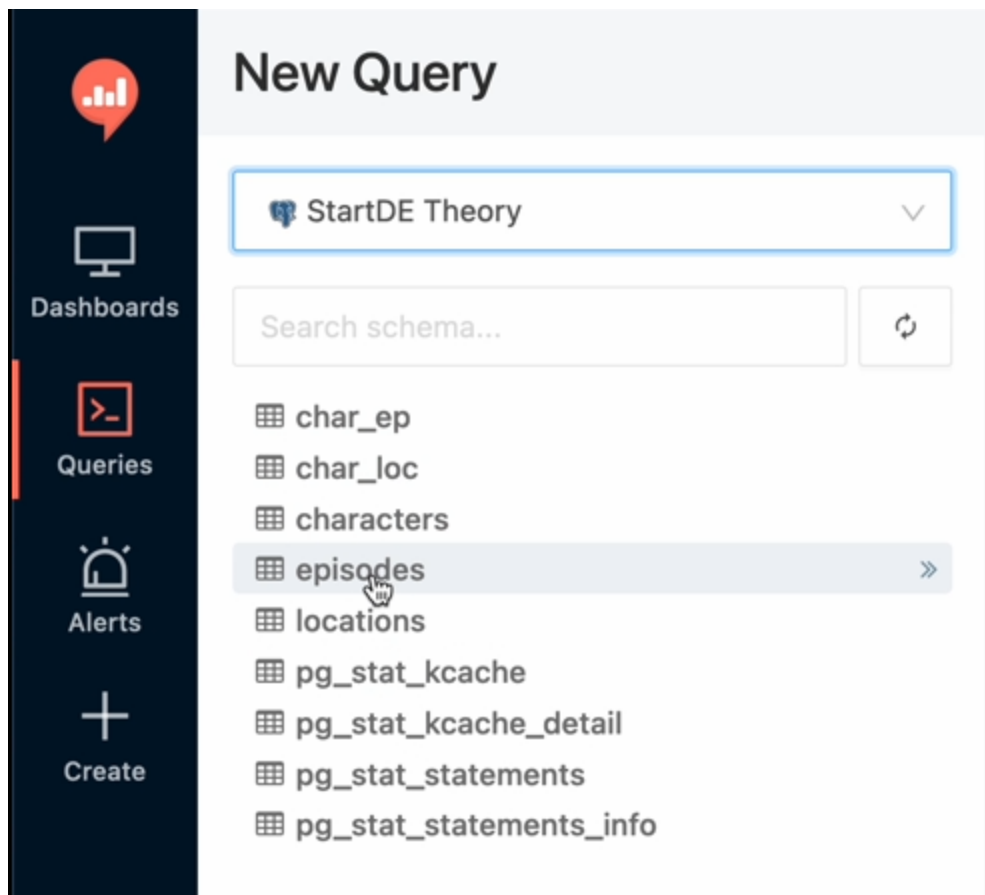 New Query
StartDE Theory
Dashboards
Search schema...
char_ep
char_loc
Queries
characters
episodes
Alerts
locations
pg_stat_kcache
pg_stat_kcache_detail
Create
pg_stat_statements
pg_stat_statements_info